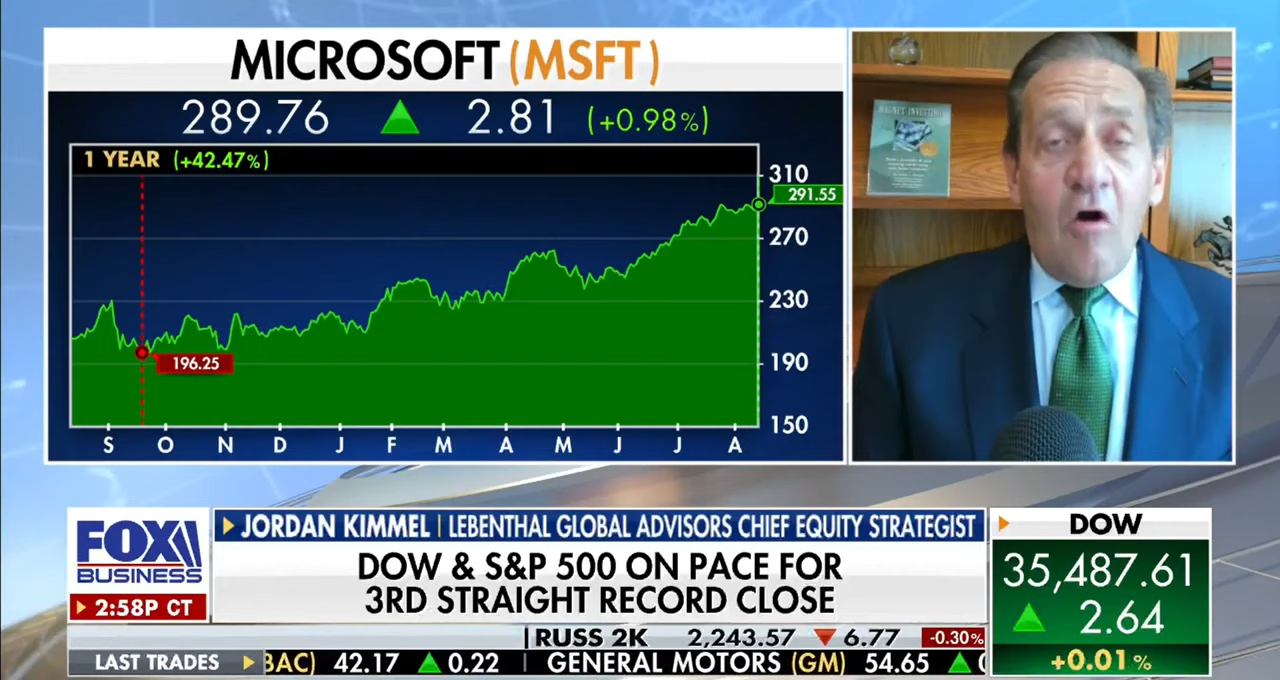 MICROSOFT (MSFT)
289.76 ▲ 2.81 (+0.98%)
1 YEAR (+42.47%)
310
291.55
270
230
196.25
190
150
S O N D J F M A M J J A
MAGNET INVESTING
FOX
BUSINESS
2:58P CT
JORDAN KIMMEL | LEBENTHAL GLOBAL ADVISORS CHIEF EQUITY STRATEGIST
DOW & S&P 500 ON PACE FOR
3RD STRAIGHT RECORD CLOSE
DOW
35,487.61
▲ 2.64
+0.01%
RUSS 2K 2,243.57 ▼ 6.77 -0.30%
LAST TRADES BAC) 42.17 ▲ 0.22 | GENERAL MOTORS (GM) 54.65 ▲